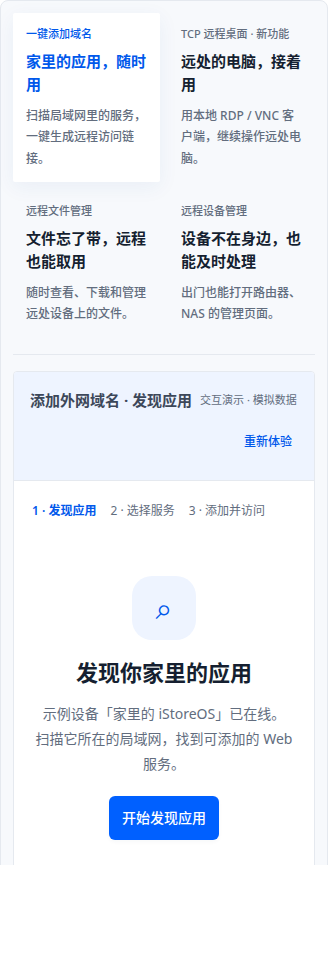 一键添加域名
家里的应用，随时
用
扫描局域网里的服务，
一键生成远程访问链
接。
TCP 远程桌面 · 新功能
远处的电脑，接着
用
用本地 RDP / VNC 客
户端，继续操作远处电
脑。
远程文件管理
文件忘了带，远程
也能取用
随时查看、下载和管理
远处设备上的文件。
远程设备管理
设备不在身边，也
能及时处理
出门也能打开路由器、
NAS 的管理页面。
添加外网域名 · 发现应用
交互演示 · 模拟数据
重新体验
1 · 发现应用
2 · 选择服务
3 · 添加并访问
发现你家里的应用
示例设备「家里的 iStoreOS」已在线。
扫描它所在的局域网，找到可添加的 Web
服务。
开始发现应用